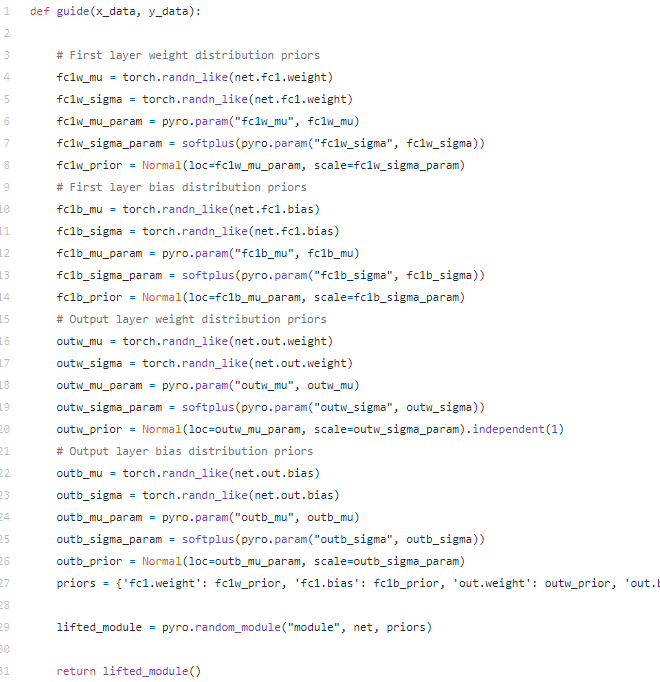 1 def guide(x_data, y_data):
2
3 # First layer weight distribution priors
4 fc1w_mu = torch.randn_like(net.fc1.weight)
5 fc1w_sigma = torch.randn_like(net.fc1.weight)
6 fc1w_mu_param = pyro.param("fc1w_mu", fc1w_mu)
7 fc1w_sigma_param = softplus(pyro.param("fc1w_sigma", fc1w_sigma))
8 fc1w_prior = Normal(loc=fc1w_mu_param, scale=fc1w_sigma_param)
9 # First layer bias distribution priors
10 fc1b_mu = torch.randn_like(net.fc1.bias)
11 fc1b_sigma = torch.randn_like(net.fc1.bias)
12 fc1b_mu_param = pyro.param("fc1b_mu", fc1b_mu)
13 fc1b_sigma_param = softplus(pyro.param("fc1b_sigma", fc1b_sigma))
14 fc1b_prior = Normal(loc=fc1b_mu_param, scale=fc1b_sigma_param)
15 # Output layer weight distribution priors
16 outw_mu = torch.randn_like(net.out.weight)
17 outw_sigma = torch.randn_like(net.out.weight)
18 outw_mu_param = pyro.param("outw_mu", outw_mu)
19 outw_sigma_param = softplus(pyro.param("outw_sigma", outw_sigma))
20 outw_prior = Normal(loc=outw_mu_param, scale=outw_sigma_param).independent(1)
21 # Output layer bias distribution priors
22 outb_mu = torch.randn_like(net.out.bias)
23 outb_sigma = torch.randn_like(net.out.bias)
24 outb_mu_param = pyro.param("outb_mu", outb_mu)
25 outb_sigma_param = softplus(pyro.param("outb_sigma", outb_sigma))
26 outb_prior = Normal(loc=outb_mu_param, scale=outb_sigma_param)
27 priors = {'fc1.weight': fc1w_prior, 'fc1.bias': fc1b_prior, 'out.weight': outw_prior, 'out.
28
29 lifted_module = pyro.random_module("module", net, priors)
30
31 return lifted_module()